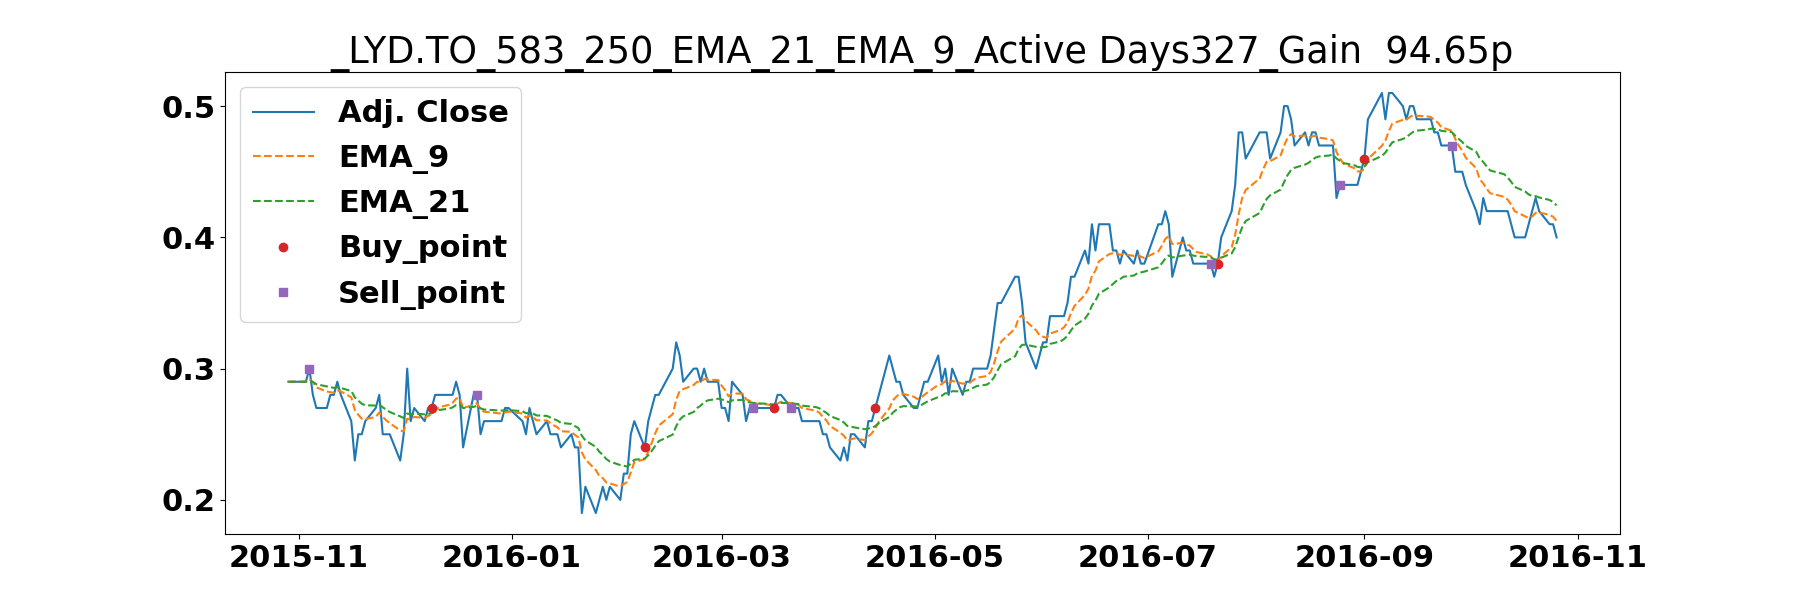 _LYD.TO_583_250_EMA_21_EMA_9_Active Days327_Gain  94.65p
0.5
0.4
0.3
0.2
Adj. Close
EMA_9
EMA_21
Buy_point
Sell_point
2015-11 2016-01 2016-03 2016-05 2016-07 2016-09 2016-11